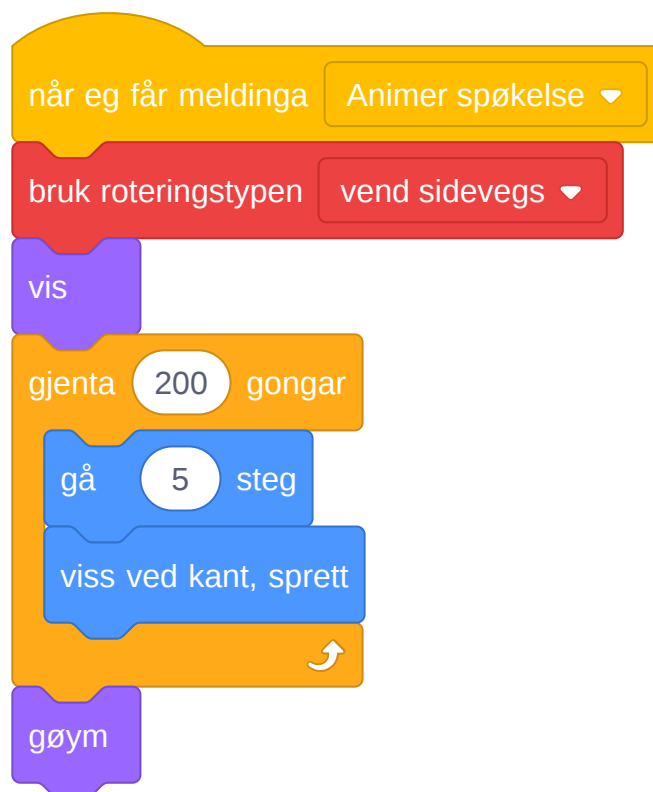 når eg får meldinga Animer spøkelse
bruk roteringstypen vend sidevegs
vis
gjenta 200 gongar
gå 5 steg
viss ved kant, sprett
gøym